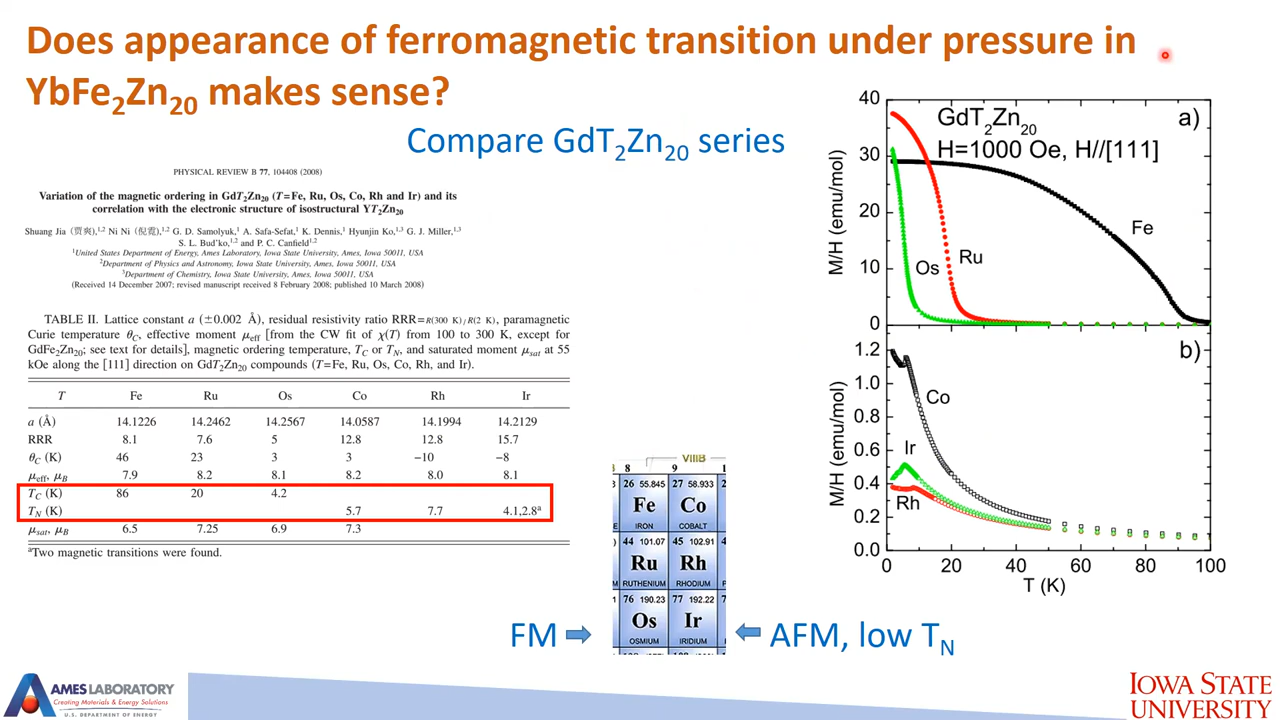 Does appearance of ferromagnetic transition under pressure in
YbFe₂Zn₂₀ makes sense?
Compare GdT₂Zn₂₀ series
PHYSICAL REVIEW B 77, 104408 (2008)
Variation of the magnetic ordering in GdT₂Zn₂₀ (T=Fe, Ru, Os, Co, Rh and Ir) and its
correlation with the electronic structure of isostructural YT₂Zn₂₀
Shuang Jia (贾爽),¹,² Ni Ni (倪霓),¹,² G. D. Samolyuk,¹ A. Safa-Sefat,¹ K. Dennis,¹ Hyunjin Ko,¹,³ G. J. Miller,¹,³
S. L. Bud'ko,¹,² and P. C. Canfield¹,²
¹United States Department of Energy, Ames Laboratory, Iowa State University, Ames, Iowa 50011, USA
²Department of Physics and Astronomy, Iowa State University, Ames, Iowa 50011, USA
³Department of Chemistry, Iowa State University, Ames, Iowa 50011, USA
(Received 14 December 2007; revised manuscript received 8 February 2008; published 10 March 2008)
TABLE II. Lattice constant a (±0.002 Å), residual resistivity ratio RRR=R(300 K)/R(2 K), paramagnetic
Curie temperature θ_C, effective moment μ_eff [from the CW fit of χ(T) from 100 to 300 K, except for
GdFe₂Zn₂₀; see text for details], magnetic ordering temperature, T_C or T_N, and saturated moment μ_sat at 55
kOe along the [111] direction on GdT₂Zn₂₀ compounds (T=Fe, Ru, Os, Co, Rh, and Ir).
T Fe Ru Os Co Rh Ir
a (Å) 14.1226 14.2462 14.2567 14.0587 14.1994 14.2129
RRR 8.1 7.6 5 12.8 12.8 15.7
θ_C (K) 46 23 3 3 −10 −8
μ_eff, μ_B 7.9 8.2 8.1 8.2 8.0 8.1
T_C (K) 86 20 4.2
T_N (K) 5.7 7.7 4.1,2.8ᵃ
μ_sat, μ_B 6.5 7.25 6.9 7.3
ᵃTwo magnetic transitions were found.
VIIIB
8 9
26 55.845 27 58.933
Fe Co
IRON COBALT
44 101.07 45 102.91
Ru Rh
RUTHENIUM RHODIUM
76 190.23 77 192.22
Os Ir
OSMIUM IRIDIUM
FM
AFM, low T_N
GdT₂Zn₂₀
a)
H=1000 Oe, H//[111]
Fe
Ru
Os
M/H (emu/mol)
40
30
20
10
0
b)
Co
Ir
Rh
M/H (emu/mol)
1.2
1.0
0.8
0.6
0.4
0.2
0.0
0 20 40 60 80 100
T (K)
AMES LABORATORY
Creating Materials & Energy Solutions
U.S. DEPARTMENT OF ENERGY
IOWA STATE
UNIVERSITY